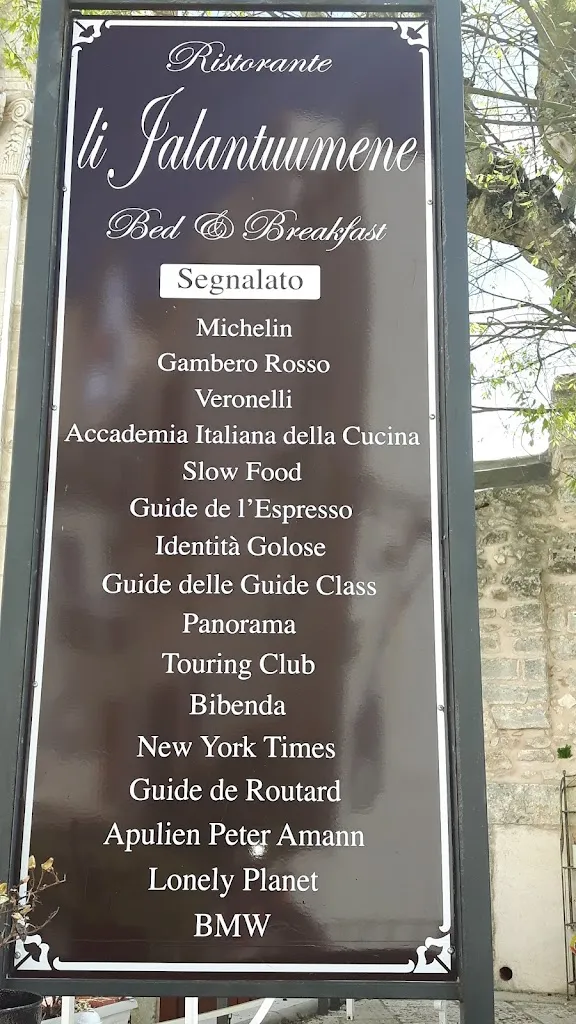 Ristorante
li Jalantuumene
Bed & Breakfast
Segnalato
Michelin
Gambero Rosso
Veronelli
Accademia Italiana della Cucina
Slow Food
Guide de l'Espresso
Identità Golose
Guide delle Guide Class
Panorama
Touring Club
Bibenda
New York Times
Guide de Routard
Apulien Peter Amann
Lonely Planet
BMW